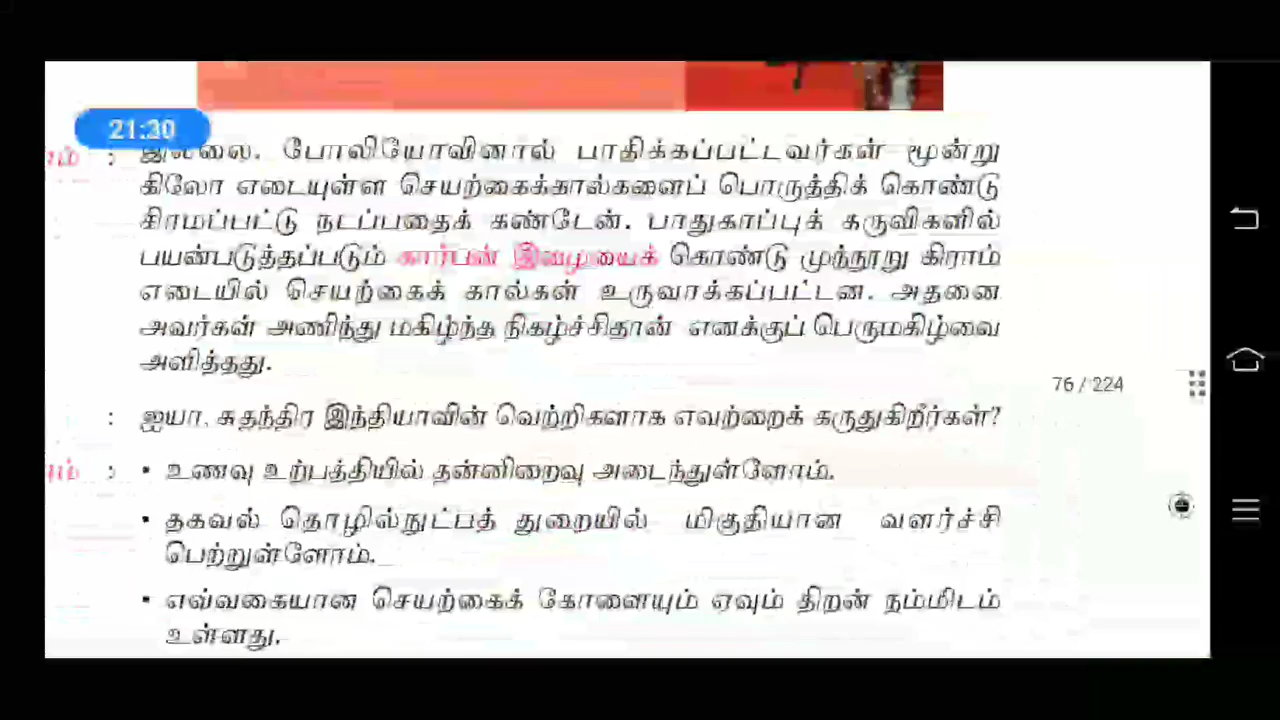 21:30
ம் : இல்லை. போலியோவினால் பாதிக்கப்பட்டவர்கள் மூன்று
கிலோ எடையுள்ள செயற்கைக்கால்களைப் பொருத்திக் கொண்டு
சிரமப்பட்டு நடப்பதைக் கண்டேன். பாதுகாப்புக் கருவிகளில்
பயன்படுத்தப்படும் கார்பன் இழையைக் கொண்டு முந்நூறு கிராம்
எடையில் செயற்கைக் கால்கள் உருவாக்கப்பட்டன. அதனை
அவர்கள் அணிந்து மகிழ்ந்த நிகழ்ச்சிதான் எனக்குப் பெருமகிழ்வை
அளித்தது.
76 / 224
: ஐயா, சுதந்திர இந்தியாவின் வெற்றிகளாக எவற்றைக் கருதுகிறீர்கள்?
ம் : • உணவு உற்பத்தியில் தன்னிறைவு அடைந்துள்ளோம்.
• தகவல் தொழில்நுட்பத் துறையில் மிகுதியான வளர்ச்சி
பெற்றுள்ளோம்.
• எவ்வகையான செயற்கைக் கோளையும் ஏவும் திறன் நம்மிடம்
உள்ளது.